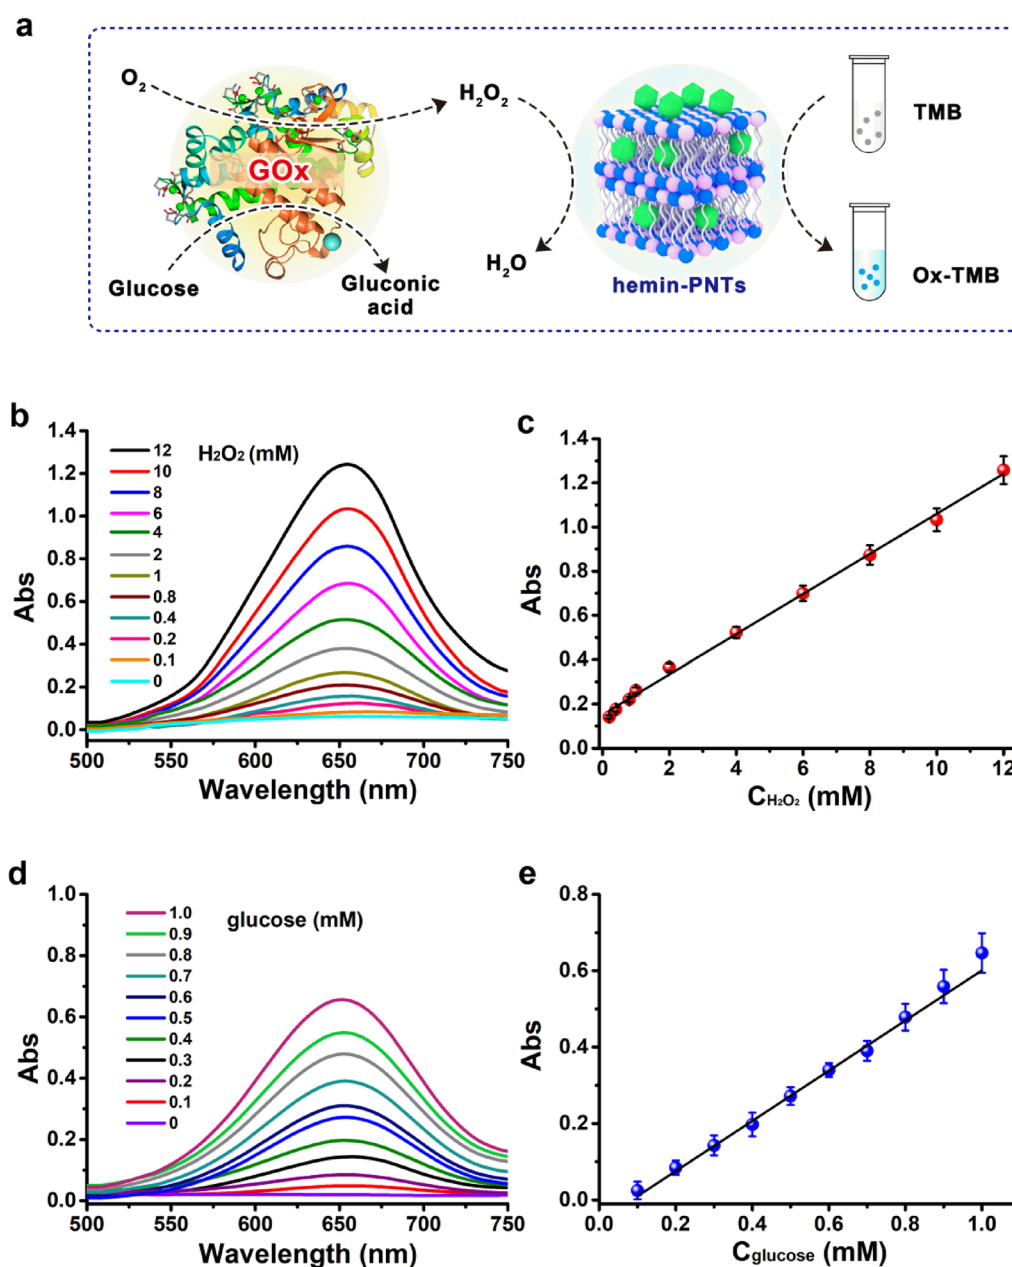 a
O₂
H₂O₂
TMB
GOx
H₂O
Ox-TMB
Glucose
Gluconic
acid
hemin-PNTs
b
1.4
1.2
1.0
0.8
0.6
0.4
0.2
0.0
Abs
H₂O₂ (mM)
12
10
8
6
4
2
1
0.8
0.4
0.2
0.1
0
500 550 600 650 700 750
Wavelength (nm)
c
1.4
1.2
1.0
0.8
0.6
0.4
0.2
0.0
Abs
0 2 4 6 8 10 12
C H₂O₂ (mM)
d
1.0
0.8
0.6
0.4
0.2
0.0
Abs
glucose (mM)
1.0
0.9
0.8
0.7
0.6
0.5
0.4
0.3
0.2
0.1
0
500 550 600 650 700 750
Wavelength (nm)
e
0.8
0.6
0.4
0.2
0.0
Abs
0.0 0.2 0.4 0.6 0.8 1.0
Cglucose (mM)